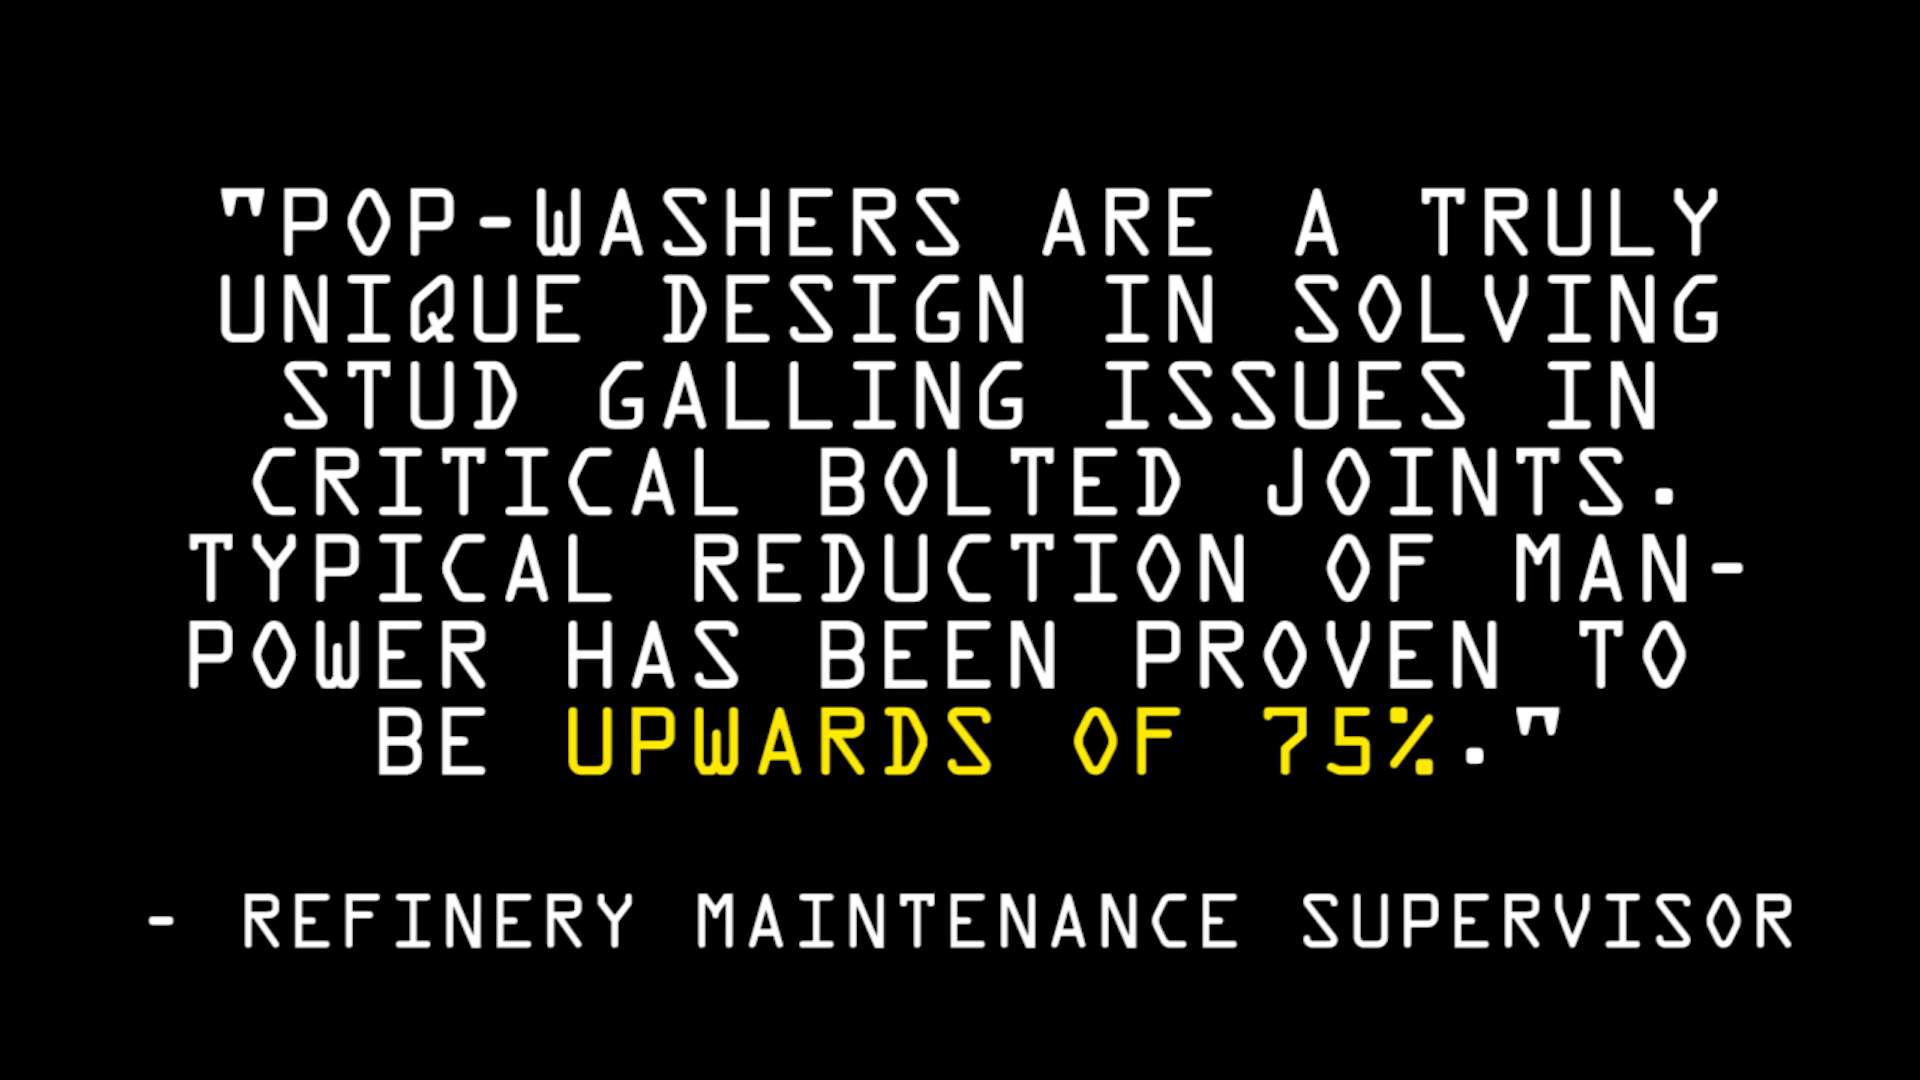 "POP-WASHERS ARE A TRULY
UNIQUE DESIGN IN SOLVING
STUD GALLING ISSUES IN
CRITICAL BOLTED JOINTS.
TYPICAL REDUCTION OF MAN-
POWER HAS BEEN PROVEN TO
BE UPWARDS OF 75%."
- REFINERY MAINTENANCE SUPERVISOR